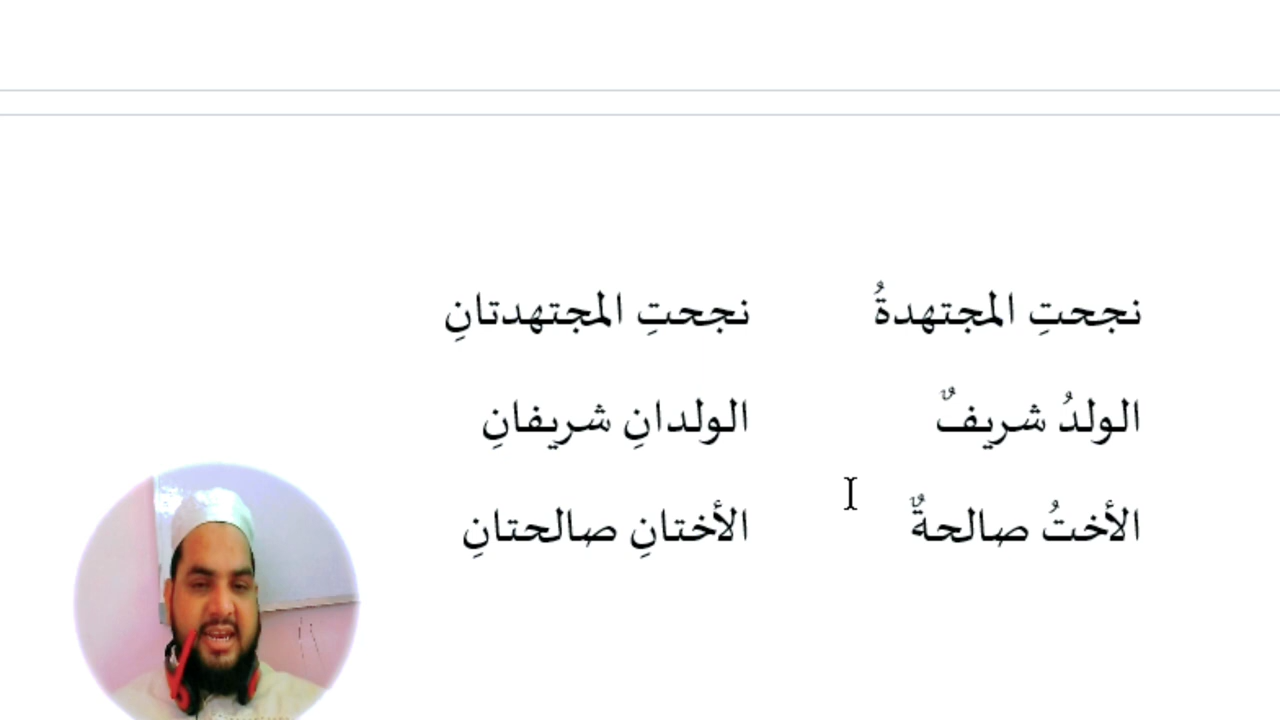 نجحتِ المجتهدةُ نجحتِ المجتهدتانِ
الولدُ شريفٌ الولدانِ شريفانِ
الأختُ صالحةٌ الأختانِ صالحتانِ